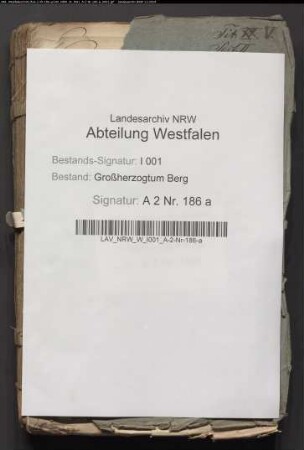 Landesarchiv NRW
Abteilung Westfalen
Bestands-Signatur: I 001
Bestand: Großherzogtum Berg
Signatur: A 2 Nr. 186 a
LAV_NRW_W_I001_A-2-Nr-186-a